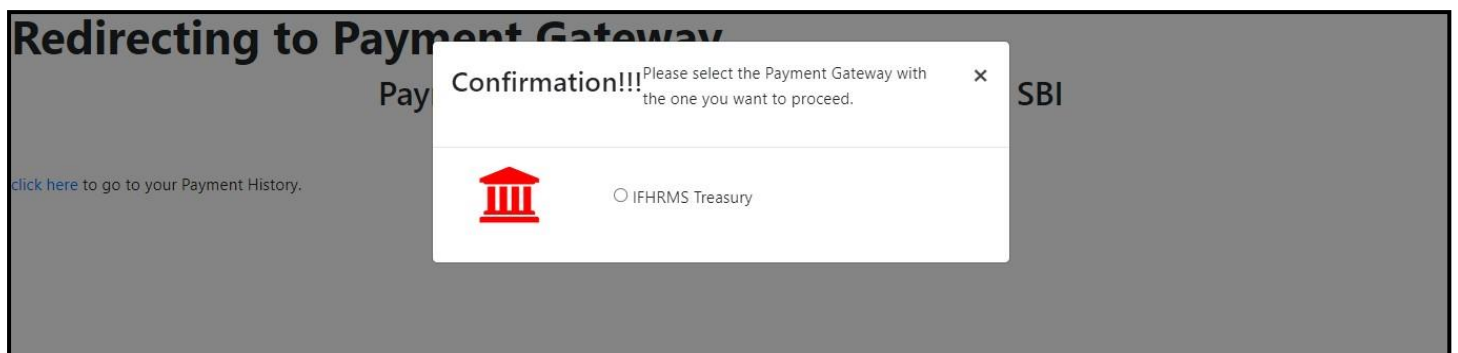 Redirecting to Payment Gateway
Pay SBI
Confirmation!!! Please select the Payment Gateway with
the one you want to proceed.
×
click here to go to your Payment History.
IFHRMS Treasury